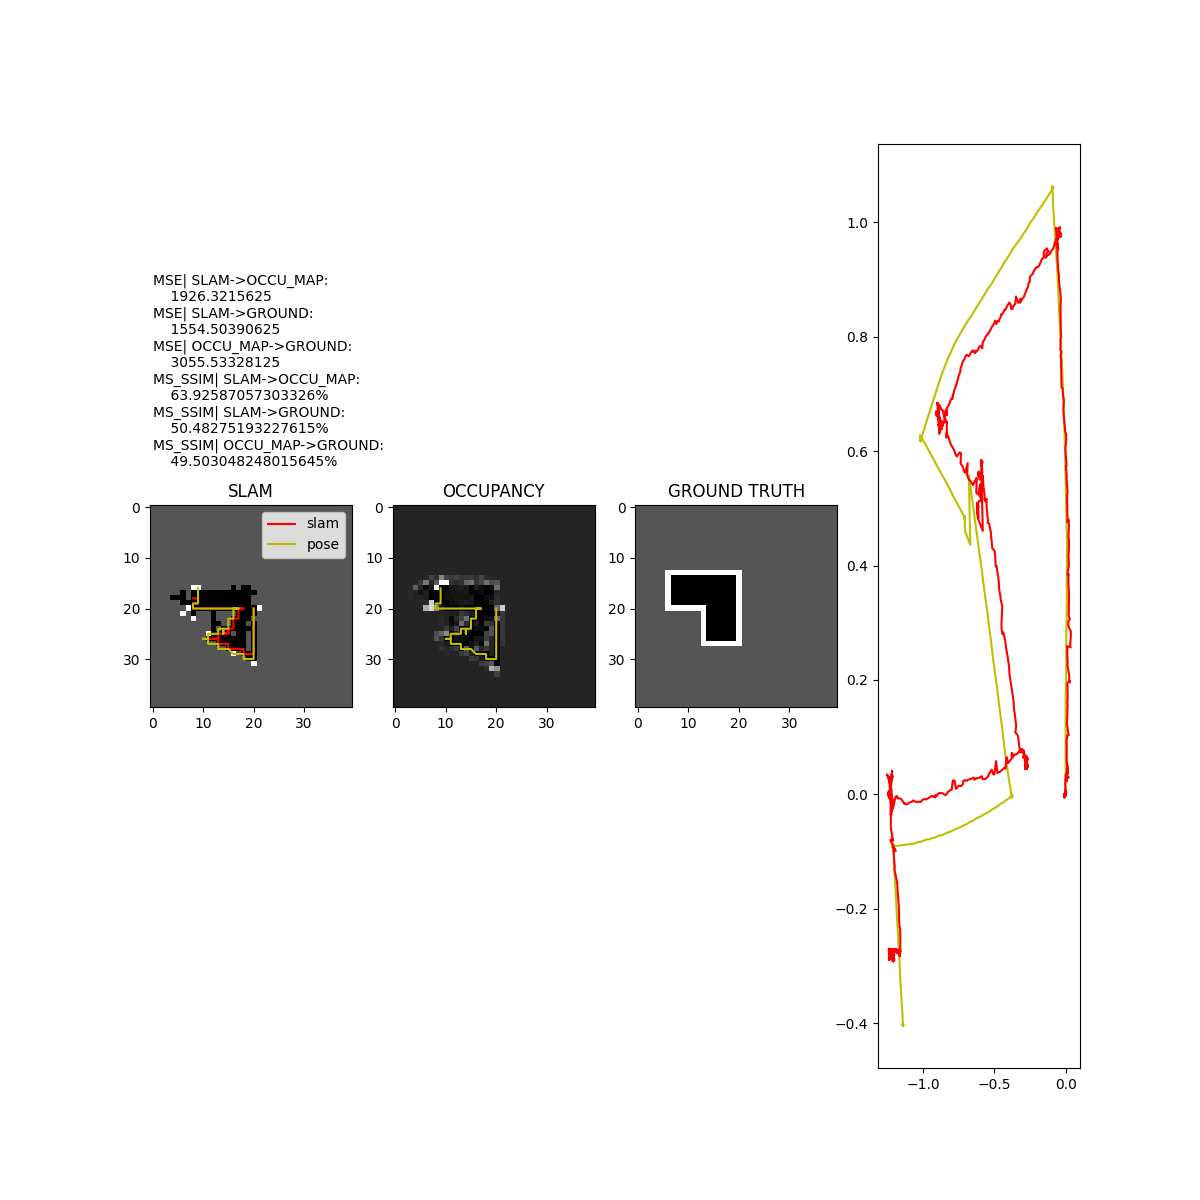 MSE| SLAM->OCCU_MAP:
1926.3215625
MSE| SLAM->GROUND:
1554.50390625
MSE| OCCU_MAP->GROUND:
3055.53328125
MS_SSIM| SLAM->OCCU_MAP:
63.92587057303326%
MS_SSIM| SLAM->GROUND:
50.48275193227615%
MS_SSIM| OCCU_MAP->GROUND:
49.503048248015645%
SLAM
slam
pose
0
10
20
30
0 10 20 30
OCCUPANCY
0
10
20
30
0 10 20 30
GROUND TRUTH
0
10
20
30
0 10 20 30
1.0
0.8
0.6
0.4
0.2
0.0
−0.2
−0.4
−1.0 −0.5 0.0